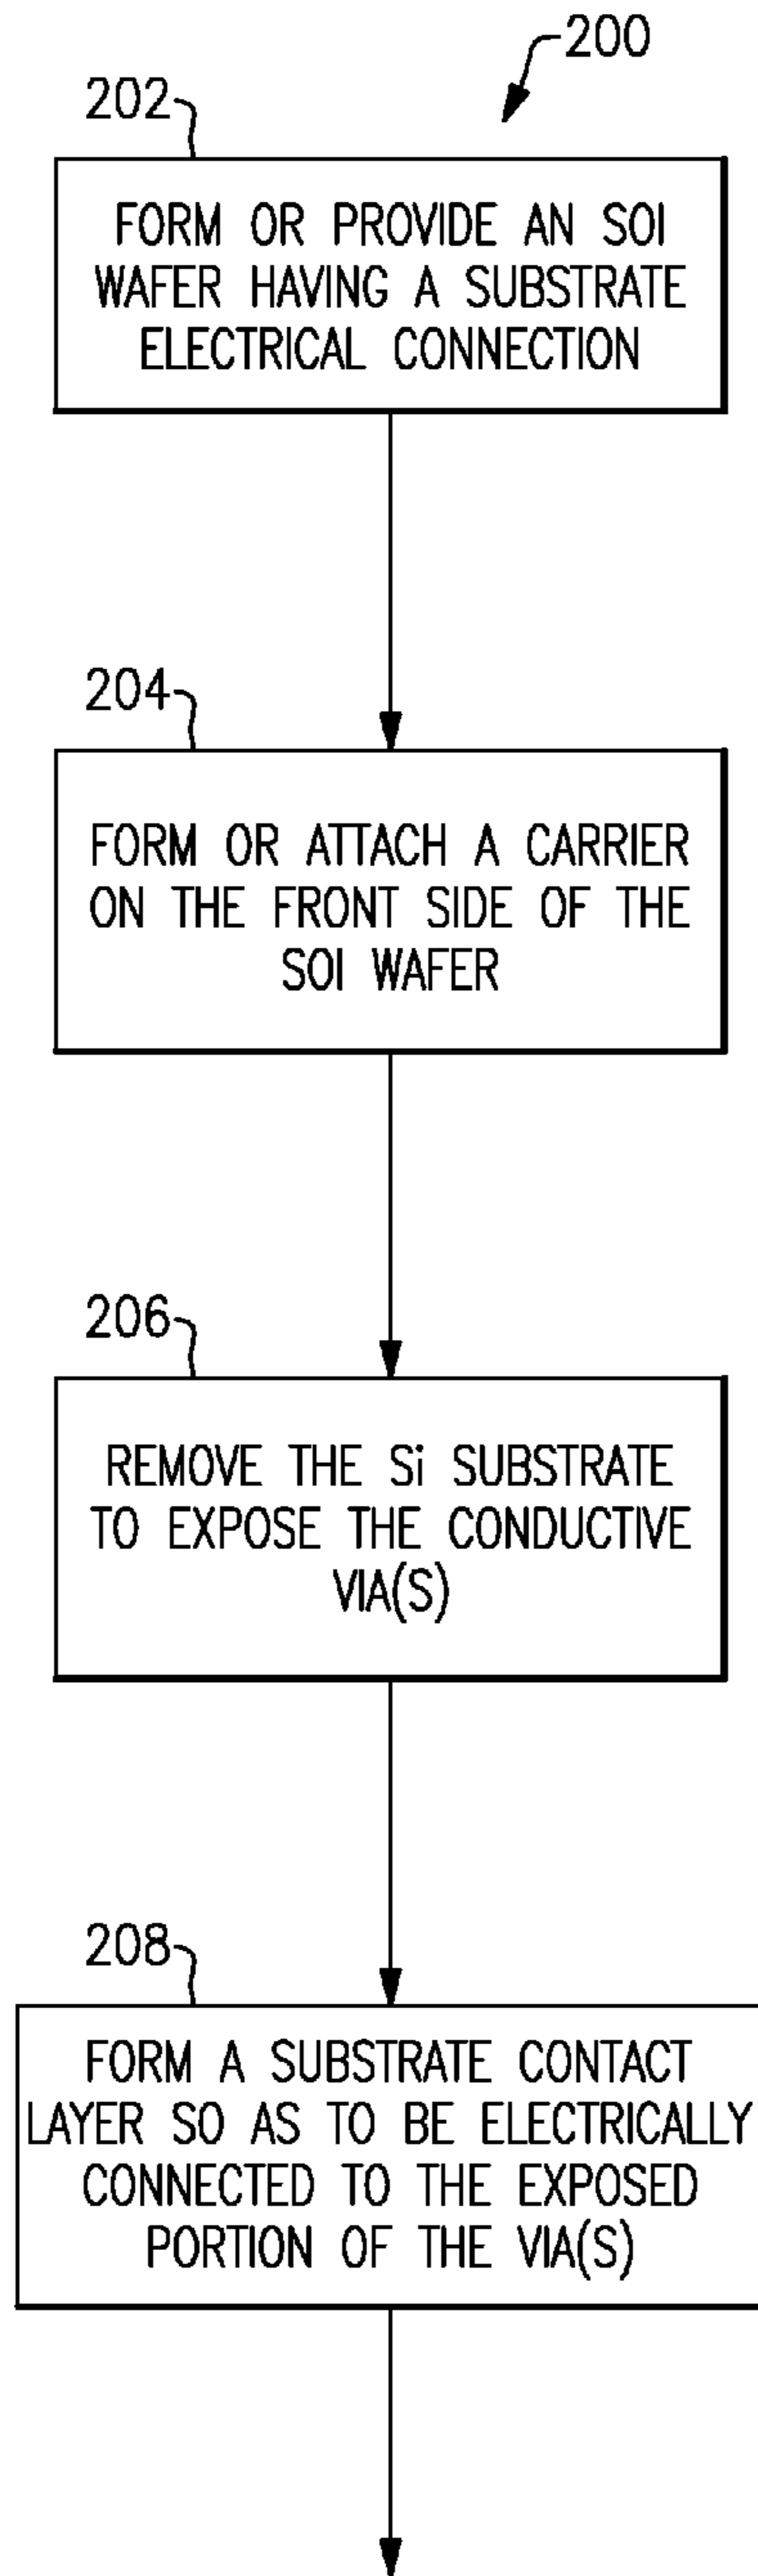 200
202
FORM OR PROVIDE AN SOI
WAFER HAVING A SUBSTRATE
ELECTRICAL CONNECTION
204
FORM OR ATTACH A CARRIER
ON THE FRONT SIDE OF THE
SOI WAFER
206
REMOVE THE Si SUBSTRATE
TO EXPOSE THE CONDUCTIVE
VIA(S)
208
FORM A SUBSTRATE CONTACT
LAYER SO AS TO BE ELECTRICALLY
CONNECTED TO THE EXPOSED
PORTION OF THE VIA(S)